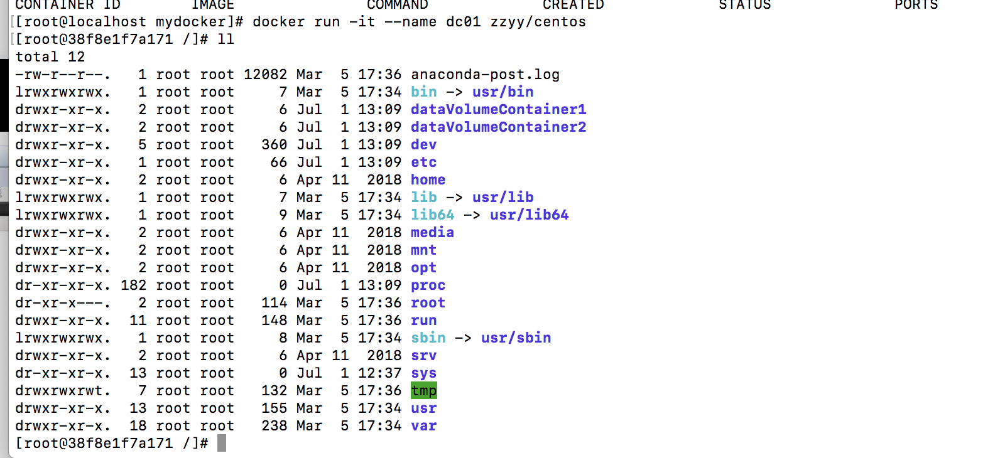 CONTAINER ID        IMAGE               COMMAND             CREATED             STATUS              PORTS
[[root@localhost mydocker]# docker run -it --name dc01 zzyy/centos
[[root@38f8e1f7a171 /]# ll
total 12
-rw-r--r--.   1 root root 12082 Mar  5 17:36 anaconda-post.log
lrwxrwxrwx.   1 root root     7 Mar  5 17:34 bin -> usr/bin
drwxr-xr-x.   2 root root     6 Jul  1 13:09 dataVolumeContainer1
drwxr-xr-x.   2 root root     6 Jul  1 13:09 dataVolumeContainer2
drwxr-xr-x.   5 root root   360 Jul  1 13:09 dev
drwxr-xr-x.   1 root root    66 Jul  1 13:09 etc
drwxr-xr-x.   2 root root     6 Apr 11  2018 home
lrwxrwxrwx.   1 root root     7 Mar  5 17:34 lib -> usr/lib
lrwxrwxrwx.   1 root root     9 Mar  5 17:34 lib64 -> usr/lib64
drwxr-xr-x.   2 root root     6 Apr 11  2018 media
drwxr-xr-x.   2 root root     6 Apr 11  2018 mnt
drwxr-xr-x.   2 root root     6 Apr 11  2018 opt
dr-xr-xr-x. 182 root root     0 Jul  1 13:09 proc
dr-xr-x---.   2 root root   114 Mar  5 17:36 root
drwxr-xr-x.  11 root root   148 Mar  5 17:36 run
lrwxrwxrwx.   1 root root     8 Mar  5 17:34 sbin -> usr/sbin
drwxr-xr-x.   2 root root     6 Apr 11  2018 srv
dr-xr-xr-x.  13 root root     0 Jul  1 12:37 sys
drwxrwxrwt.   7 root root   132 Mar  5 17:36 tmp
drwxr-xr-x.  13 root root   155 Mar  5 17:34 usr
drwxr-xr-x.  18 root root   238 Mar  5 17:34 var
[root@38f8e1f7a171 /]#